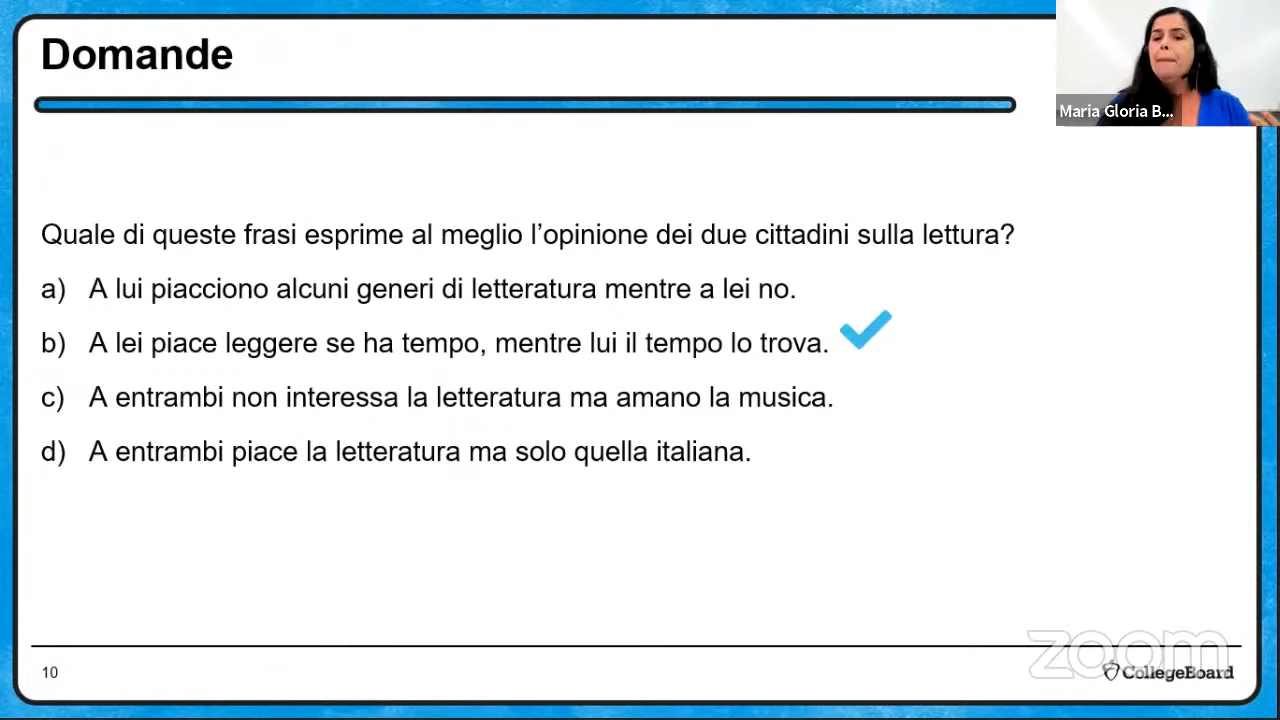 Domande
Maria Gloria B...
Quale di queste frasi esprime al meglio l’opinione dei due cittadini sulla lettura?
a) A lui piacciono alcuni generi di letteratura mentre a lei no.
b) A lei piace leggere se ha tempo, mentre lui il tempo lo trova.
c) A entrambi non interessa la letteratura ma amano la musica.
d) A entrambi piace la letteratura ma solo quella italiana.
zoom
10
CollegeBoard